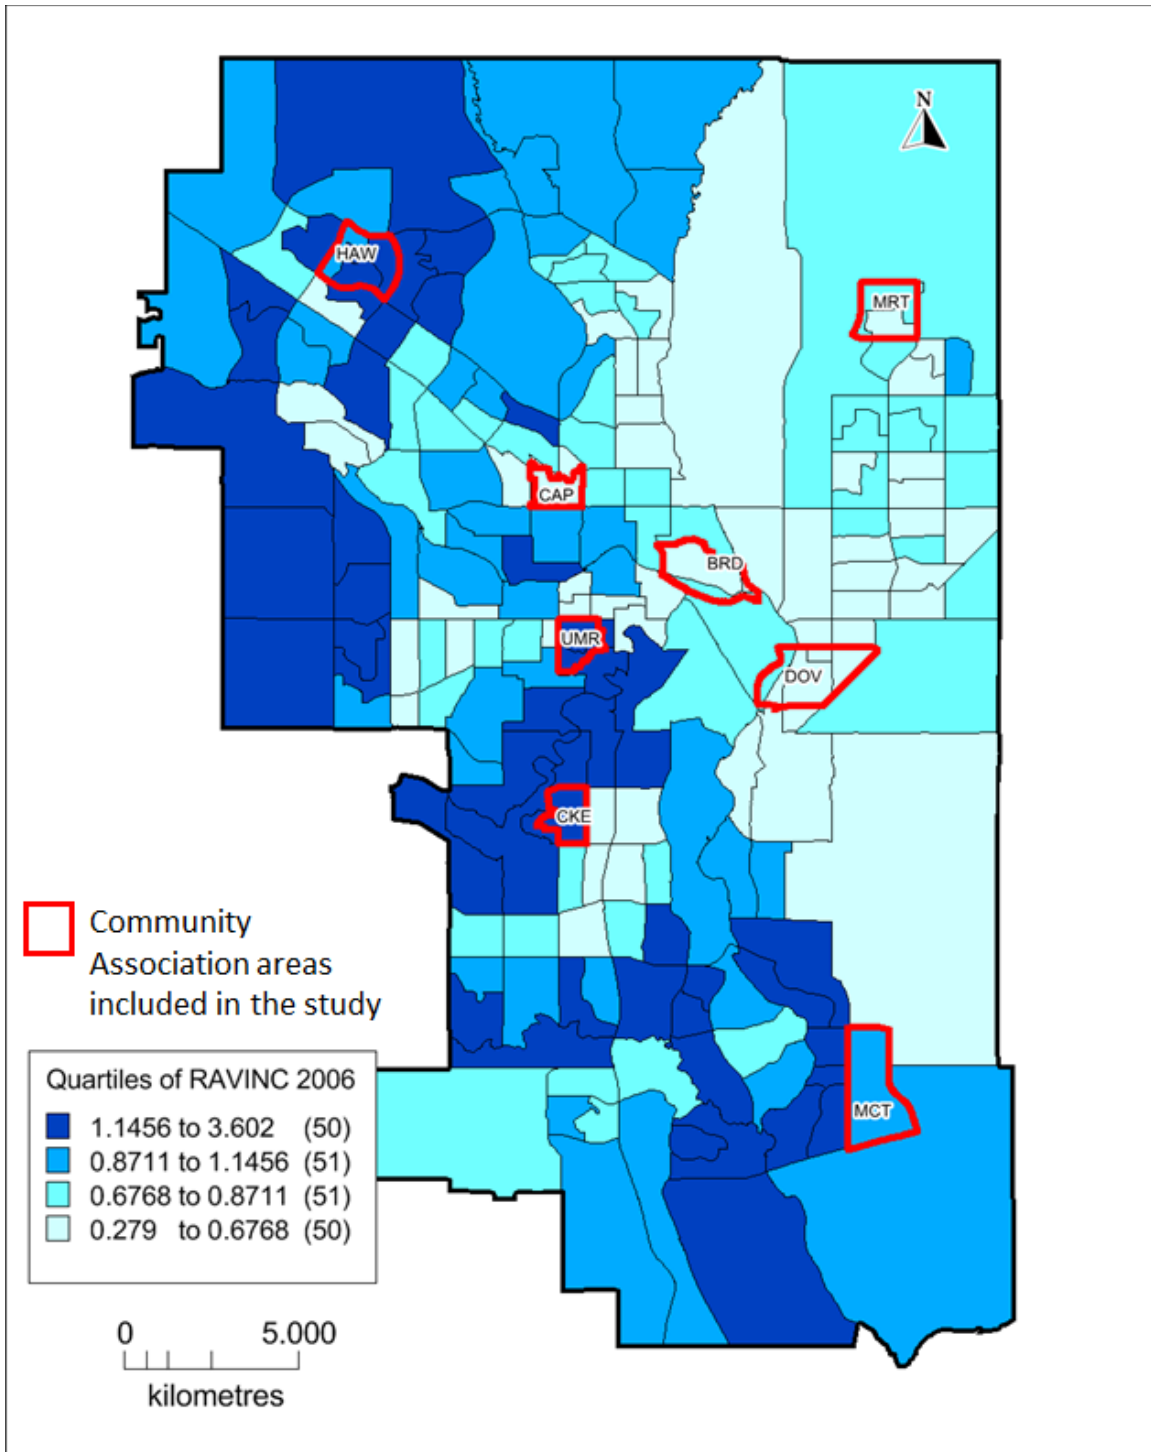 N
HAW
MRT
CAP
BRD
UMR
DOV
CKE
Community
Association areas
included in the study
Quartiles of RAVINC 2006
1.1456 to 3.602 (50)
0.8711 to 1.1456 (51)
0.6768 to 0.8711 (51)
0.279 to 0.6768 (50)
MCT
0 5.000
kilometres